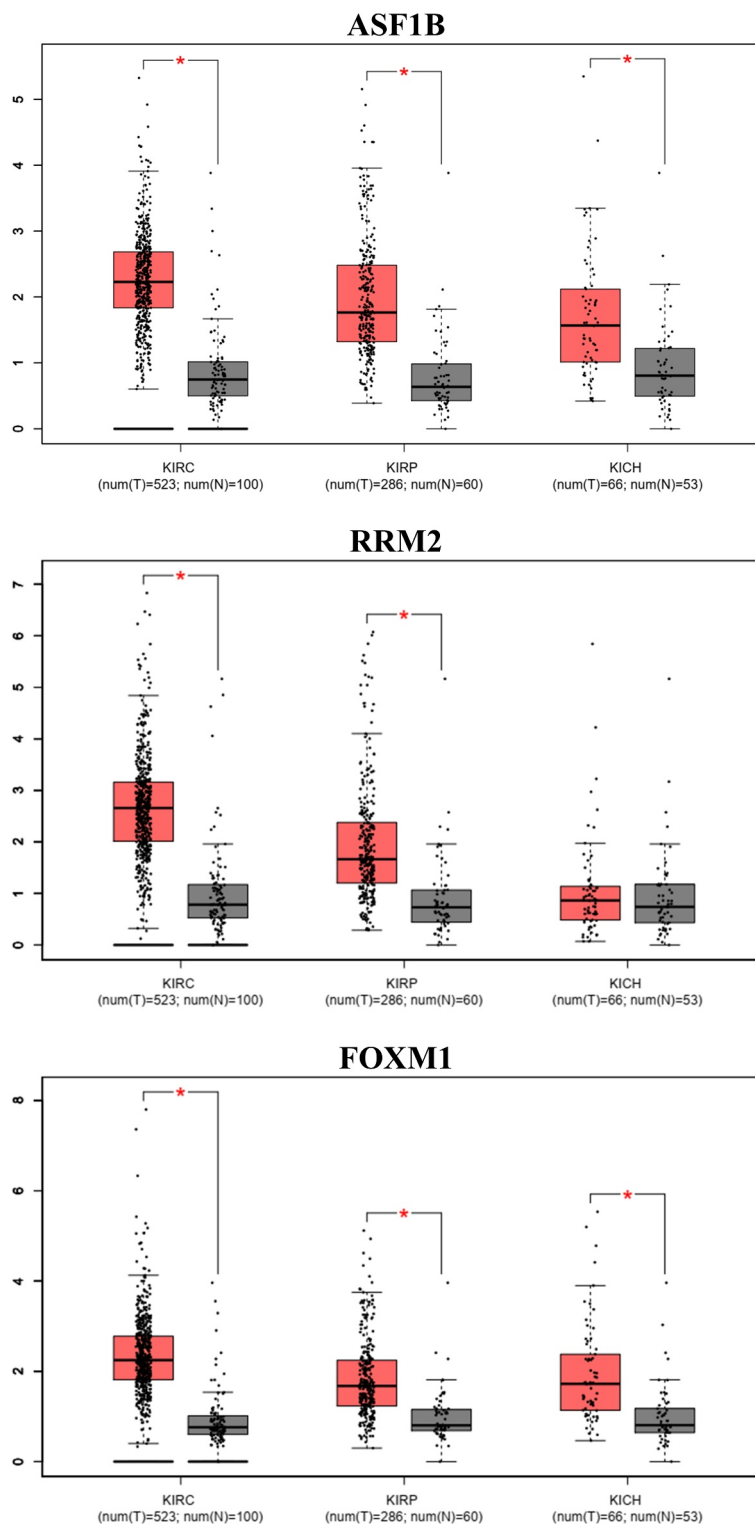 ASF1B
*
*
*
5
4
3
2
1
0
KIRC
(num(T)=523; num(N)=100)
KIRP
(num(T)=286; num(N)=60)
KICH
(num(T)=66; num(N)=53)
RRM2
*
*
7
6
5
4
3
2
1
0
KIRC
(num(T)=523; num(N)=100)
KIRP
(num(T)=286; num(N)=60)
KICH
(num(T)=66; num(N)=53)
FOXM1
*
*
*
8
6
4
2
0
KIRC
(num(T)=523; num(N)=100)
KIRP
(num(T)=286; num(N)=60)
KICH
(num(T)=66; num(N)=53)